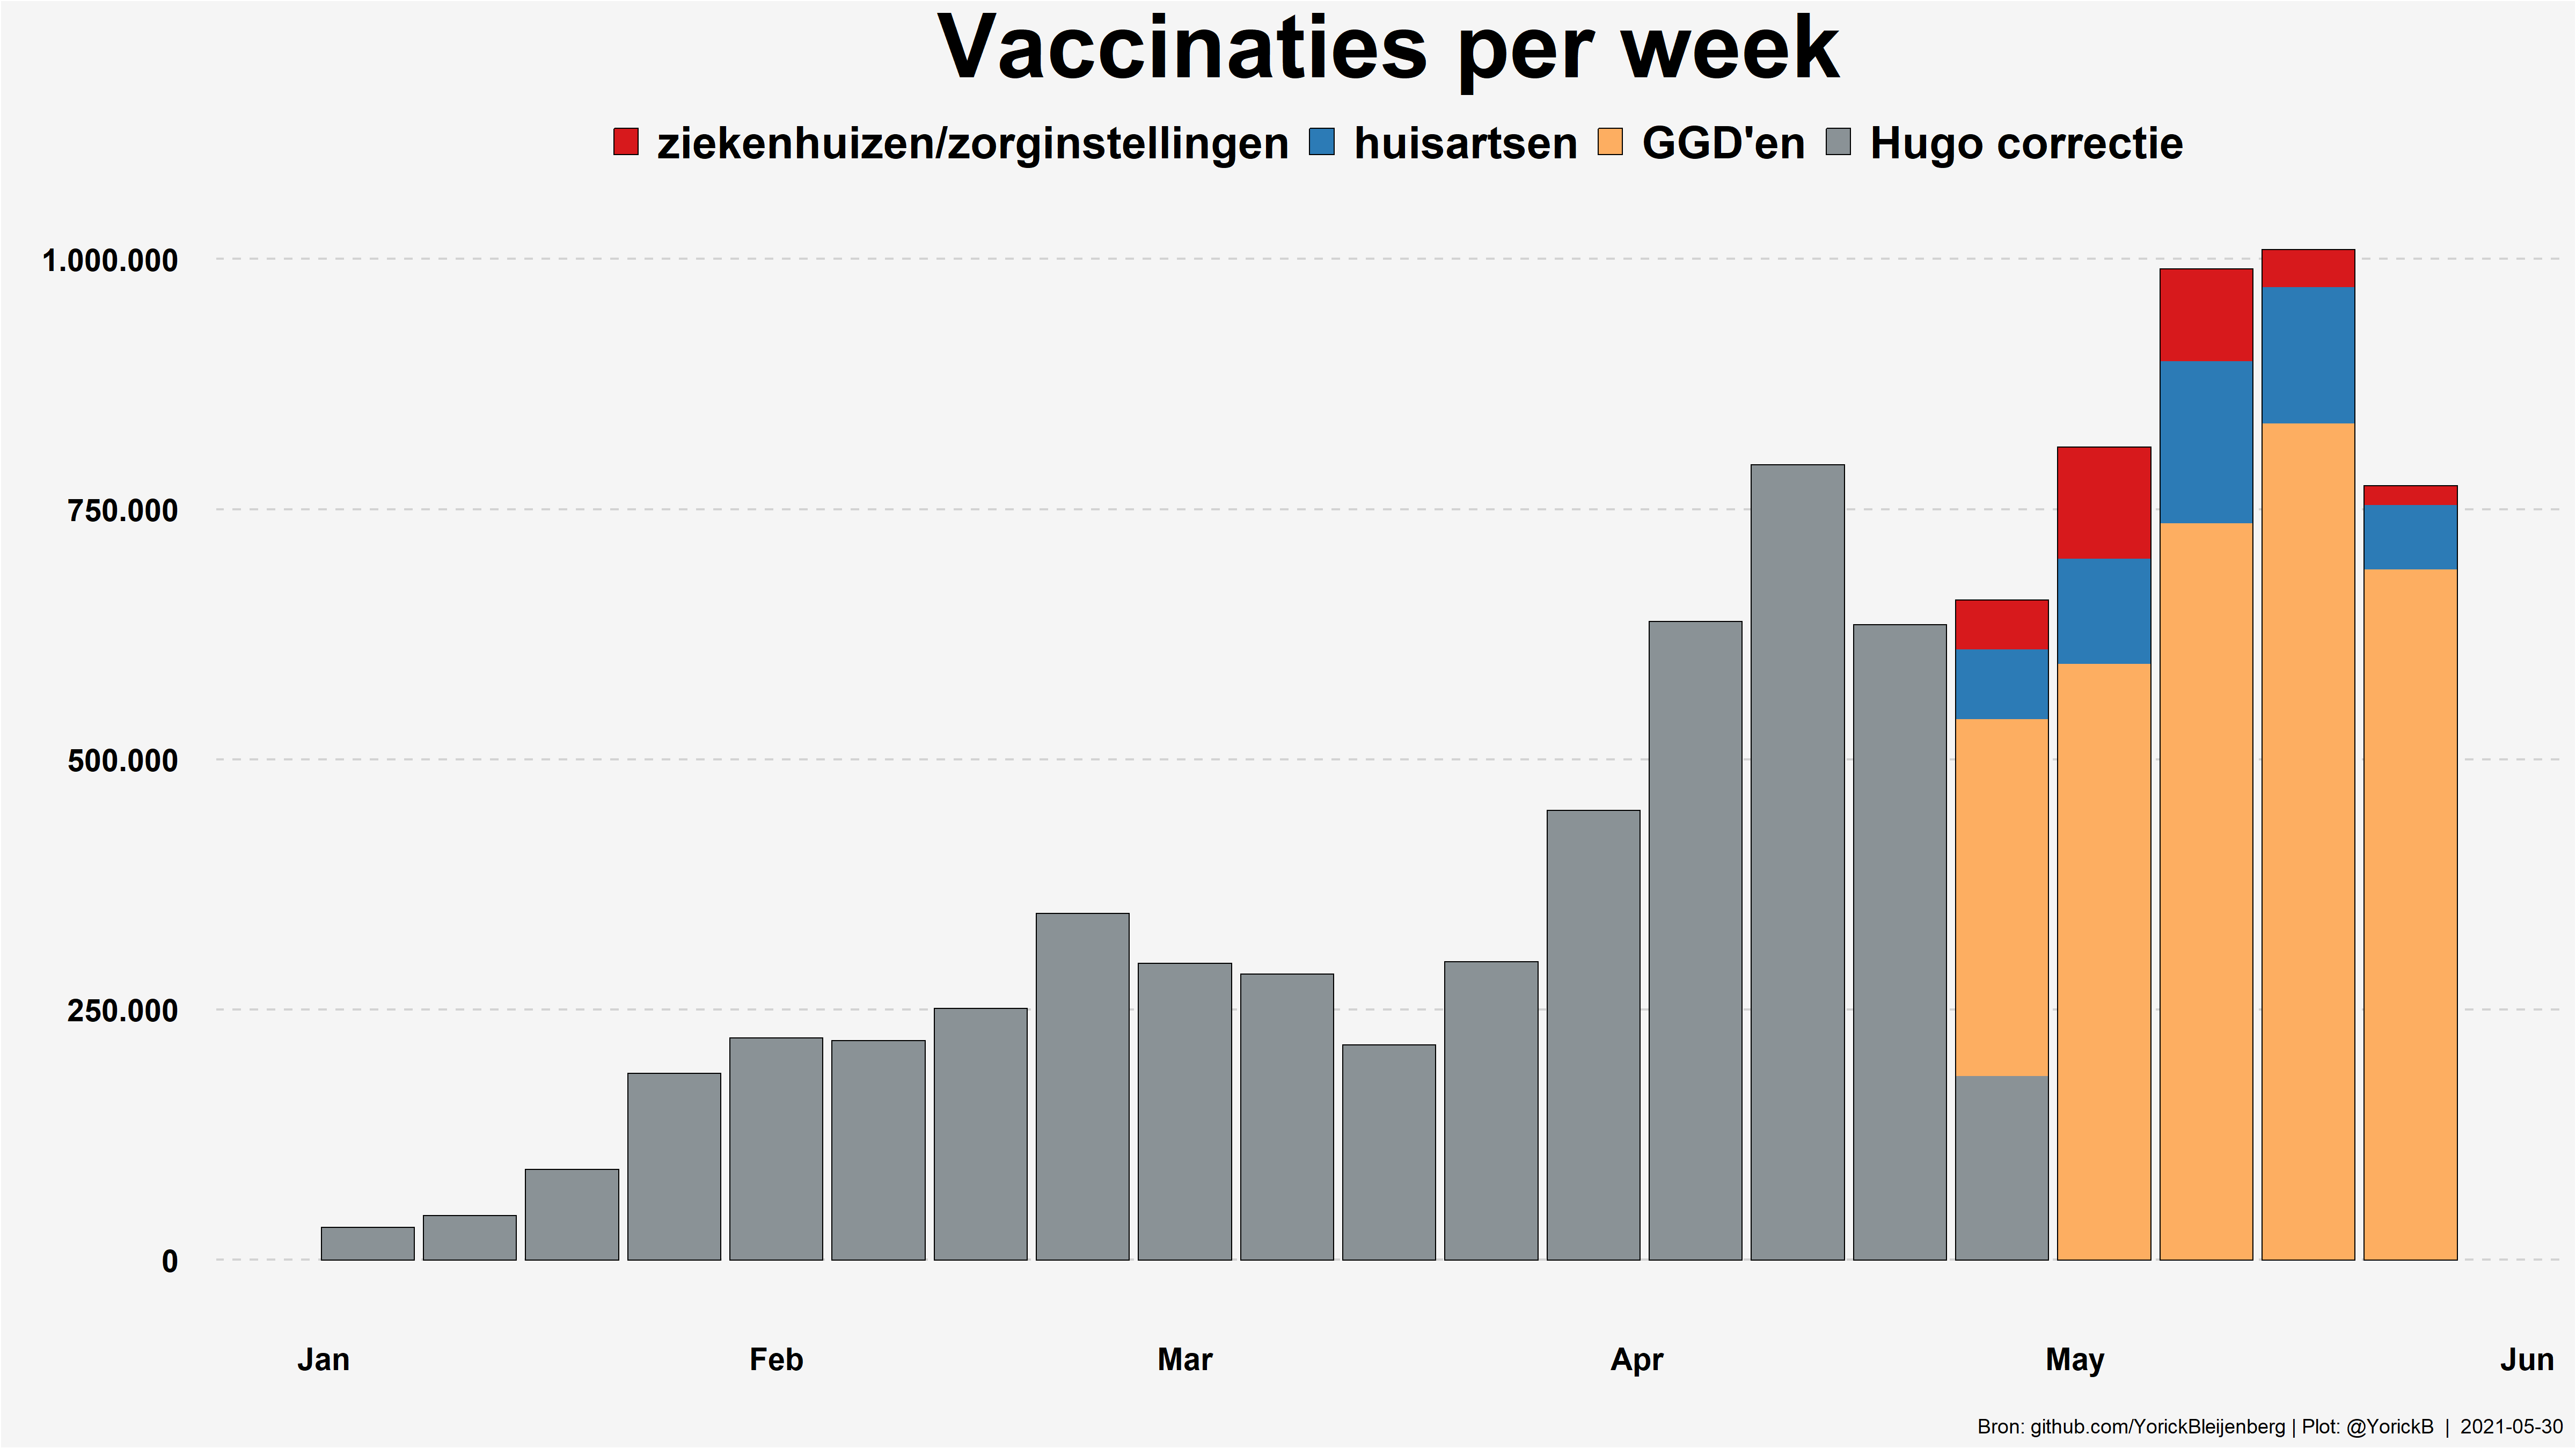 Vaccinaties per week
ziekenhuizen/zorginstellingen huisartsen GGD'en Hugo correctie
1.000.000
750.000
500.000
250.000
0
Jan Feb Mar Apr May Jun
Bron: github.com/YorickBleijenberg | Plot: @YorickB | 2021-05-30